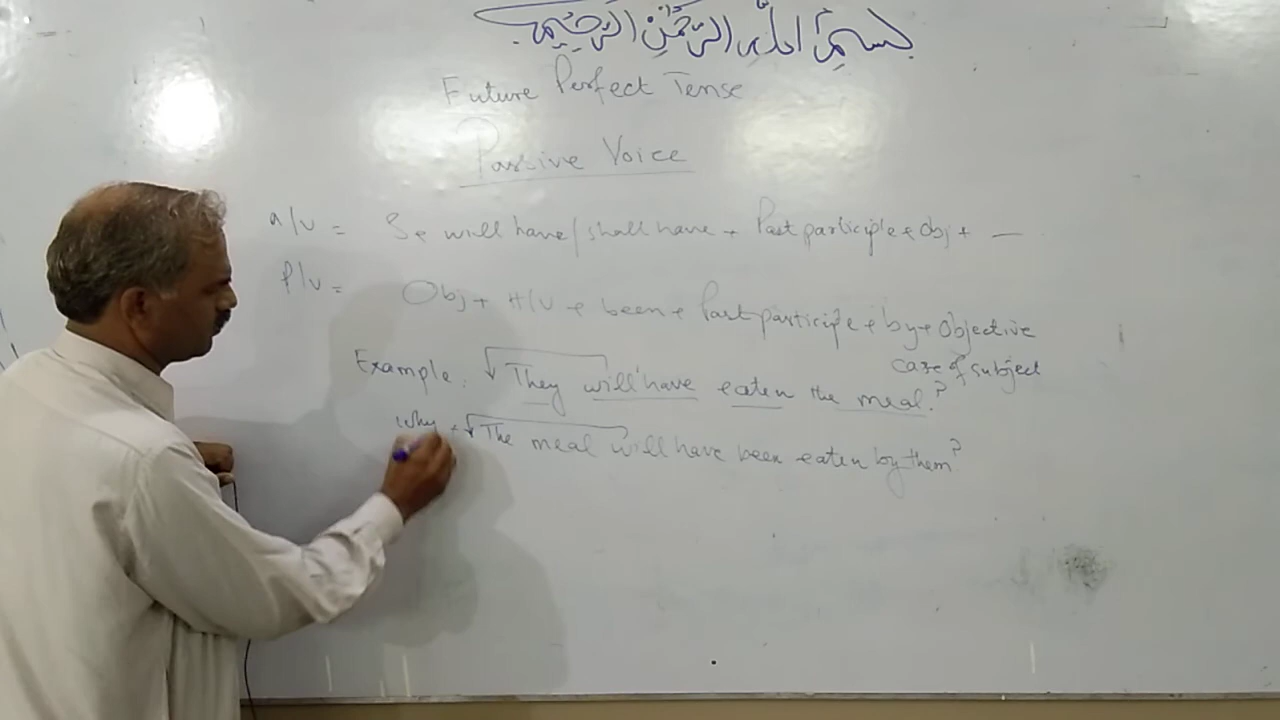 بسم الله الرحمن الرحيم
Future Perfect Tense
Passive Voice
a/v = S + will have/shall have + Past participle + Obj + —
P/v = Obj + H/V + been + Past participle + by + Objective
case of subject
Example: They will have eaten the meal.?
why + The meal will have been eaten by them?